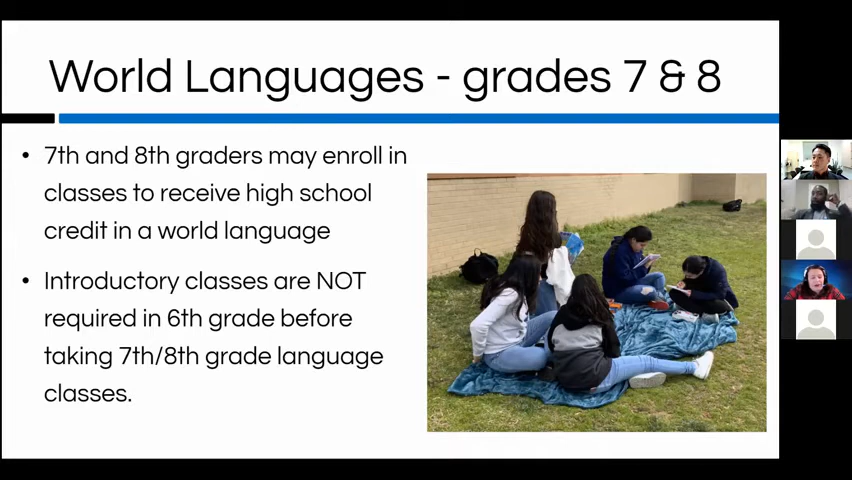 World Languages - grades 7 & 8
• 7th and 8th graders may enroll in
classes to receive high school
credit in a world language
• Introductory classes are NOT
required in 6th grade before
taking 7th/8th grade language
classes.